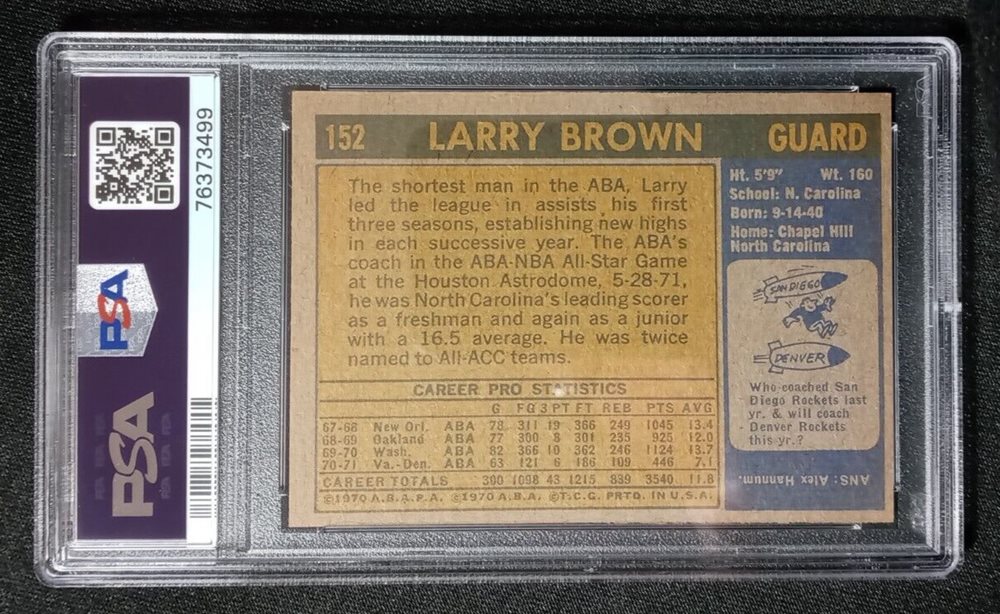 76373499
PSA
PSA
152 LARRY BROWN GUARD
The shortest man in the ABA, Larry
led the league in assists his first
three seasons, establishing new highs
in each successive year. The ABA's
coach in the ABA-NBA All-Star Game
at the Houston Astrodome, 5-28-71,
he was North Carolina's leading scorer
as a freshman and again as a junior
with a 16.5 average. He was twice
named to All-ACC teams.
Ht. 5'9" Wt. 160
School: N. Carolina
Born: 9-14-40
Home: Chapel Hill
North Carolina
SAN DIEGO
DENVER
Who coached San
Diego Rockets last
yr. & will coach
Denver Rockets
this yr.?
ANS: Alex Hannum.
CAREER PRO STATISTICS
G FG 3PT FT REB PTS AVG
67-68 New Orl. ABA 78 311 19 366 249 1045 13.4
68-69 Oakland ABA 77 300 8 301 235 925 12.0
69-70 Wash. ABA 82 366 10 362 246 1124 13.7
70-71 Va.-Den. ABA 63 121 6 186 109 446 7.1
CAREER TOTALS 300 1098 43 1215 839 3540 11.8
©1970 A.B.A.P.A. ©1970 A.B.A. ©T.C.G. PRTD. IN U.S.A.